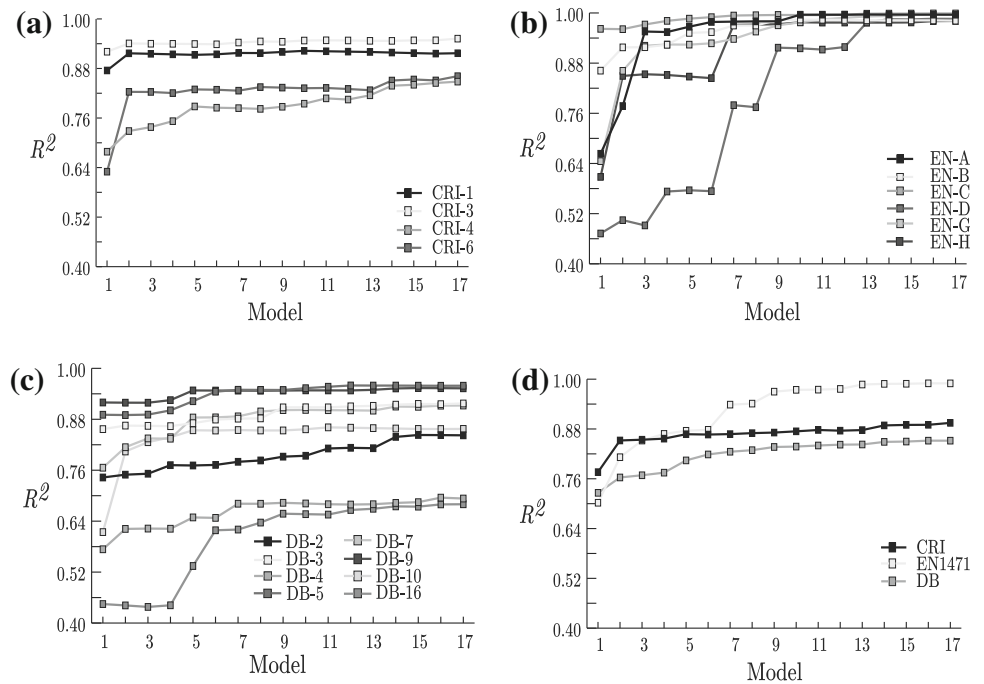 (a)
1.00
0.88
0.76
R²
0.64
0.52
0.40
CRI-1
CRI-3
CRI-4
CRI-6
1 3 5 7 9 11 13 15 17
Model
(b)
1.00
0.88
0.76
R²
0.64
0.52
0.40
EN-A
EN-B
EN-C
EN-D
EN-G
EN-H
1 3 5 7 9 11 13 15 17
Model
(c)
1.00
0.88
0.76
R²
0.64
0.52
0.40
DB-2 DB-7
DB-3 DB-9
DB-4 DB-10
DB-5 DB-16
1 3 5 7 9 11 13 15 17
Model
(d)
1.00
0.88
0.76
R²
0.64
0.52
0.40
CRI
EN1471
DB
1 3 5 7 9 11 13 15 17
Model